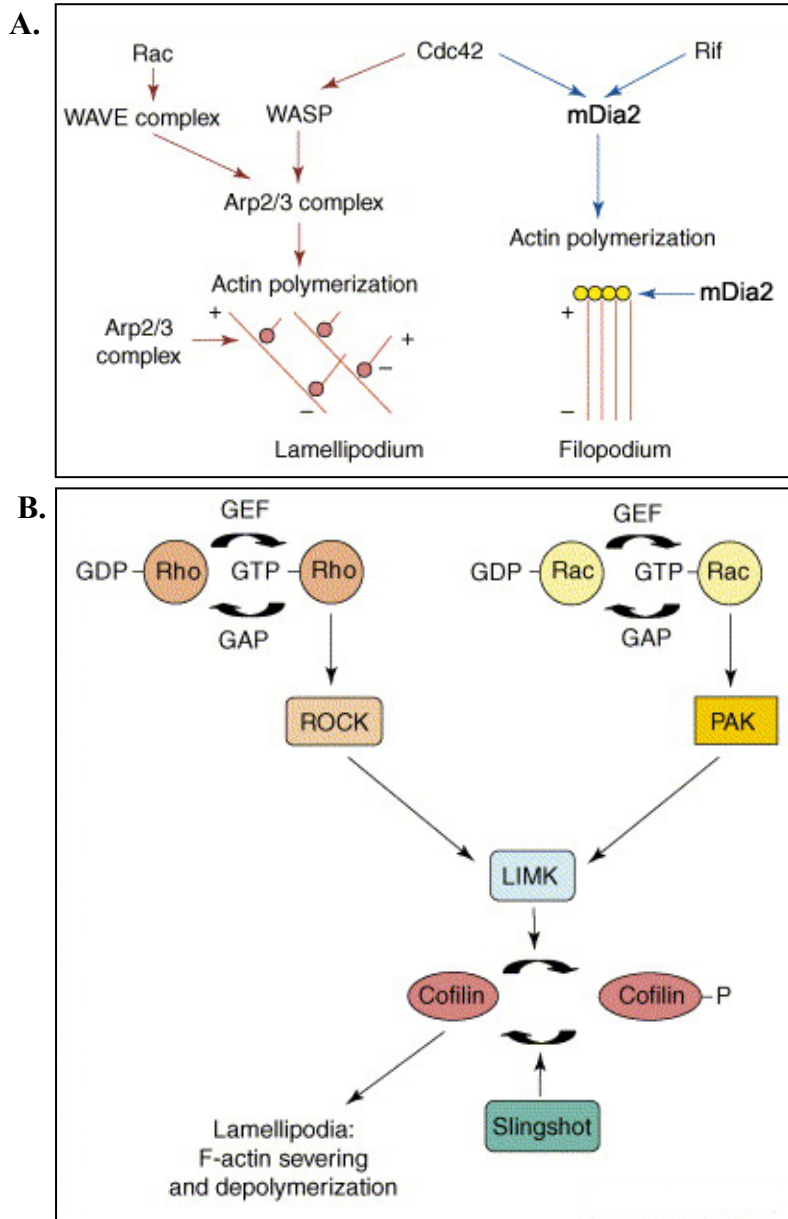 A.
Rac
Cdc42
Rif
WAVE complex
WASP
mDia2
Arp2/3 complex
Actin polymerization
Actin polymerization
mDia2
+
+
Arp2/3
complex
+
−
−
−
Lamellipodium
Filopodium
B.
GEF
GEF
GDP
Rho
GTP
Rho
GDP
Rac
GTP
Rac
GAP
GAP
ROCK
PAK
LIMK
Cofilin
Cofilin
P
Slingshot
Lamellipodia:
F-actin severing
and depolymerization